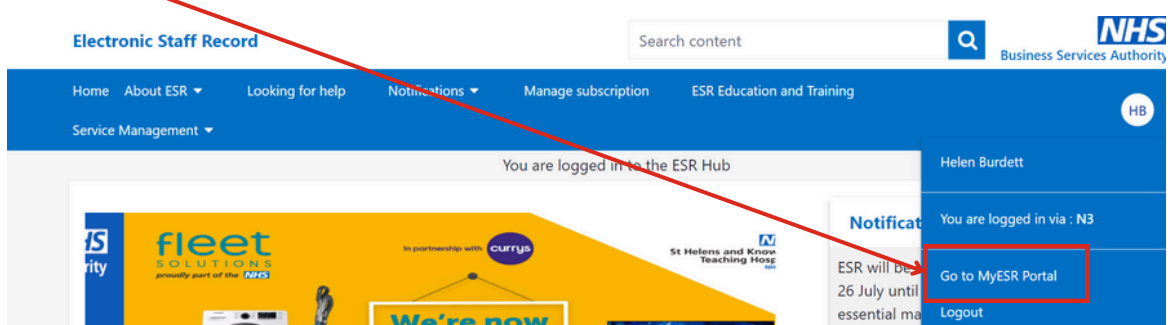 Electronic Staff Record
Search content
NHS
Business Services Authority
Home About ESR Looking for help Notifications Manage subscription ESR Education and Training
HB
Service Management
You are logged in to the ESR Hub
Helen Burdett
You are logged in via : N3
Go to MyESR Portal
Logout
fleet
SOLUTIONS
proudly part of the NHS
In partnership with currys
St Helens and Know
Teaching Hosp
We're now
Notificat
ESR will be
26 July until
essential ma